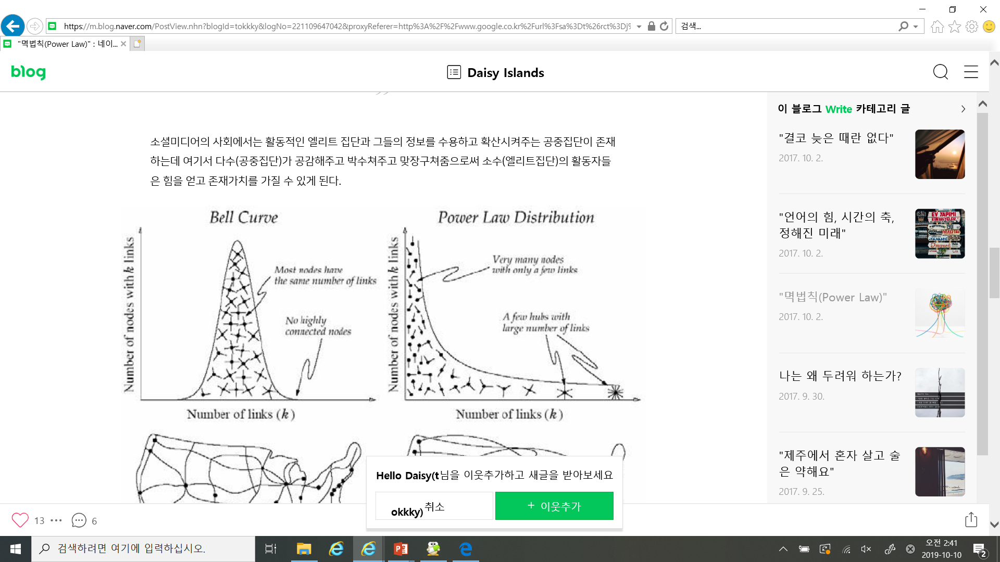 https://m.blog.naver.com/PostView.nhn?blogId=tokkky&logNo=221109647042&proxyReferer=http%3A%2F%2Fwww.google.co.kr%2Furl%3Fsa%3Dt%26rct%3Dj%
검색...
"멱법칙(Power Law)" : 네이...
blog
Daisy Islands
소셜미디어의 사회에서는 활동적인 엘리트 집단과 그들의 정보를 수용하고 확산시켜주는 공중집단이 존재
하는데 여기서 다수(공중집단)가 공감해주고 박수쳐주고 맞장구쳐줌으로써 소수(엘리트집단)의 활동자들
은 힘을 얻고 존재가치를 가질 수 있게 된다.
Bell Curve
Number of nodes with k links
Most nodes have
the same number of links
No highly
connected nodes
Number of links (k)
Power Law Distribution
Number of nodes with k links
Very many nodes
with only a few links
A few hubs with
large number of links
Number of links (k)
이 블로그 Write 카테고리 글
"결코 늦은 때란 없다"
2017. 10. 2.
"언어의 힘, 시간의 축,
정해진 미래"
2017. 10. 2.
"멱법칙(Power Law)"
2017. 10. 2.
나는 왜 두려워 하는가?
2017. 9. 30.
"제주에서 혼자 살고 술
은 약해요"
2017. 9. 25.
Hello Daisy(t님을 이웃추가하고 새글을 받아보세요
okkky) 취소
+ 이웃추가
13
6
검색하려면 여기에 입력하십시오.
오전 2:41
2019-10-10
2